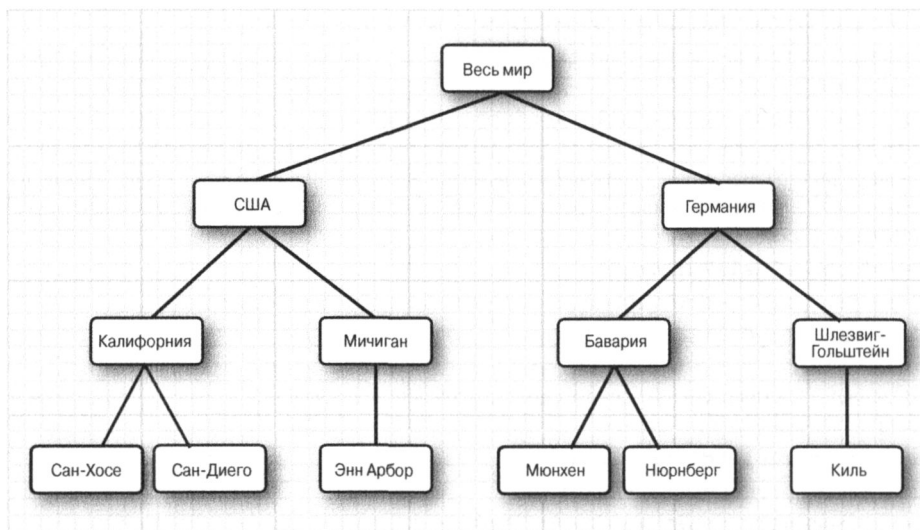 Весь мир
США
Германия
Калифорния
Мичиган
Бавария
Шлезвиг-
Гольштейн
Сан-Хосе
Сан-Диего
Энн Арбор
Мюнхен
Нюрнберг
Киль